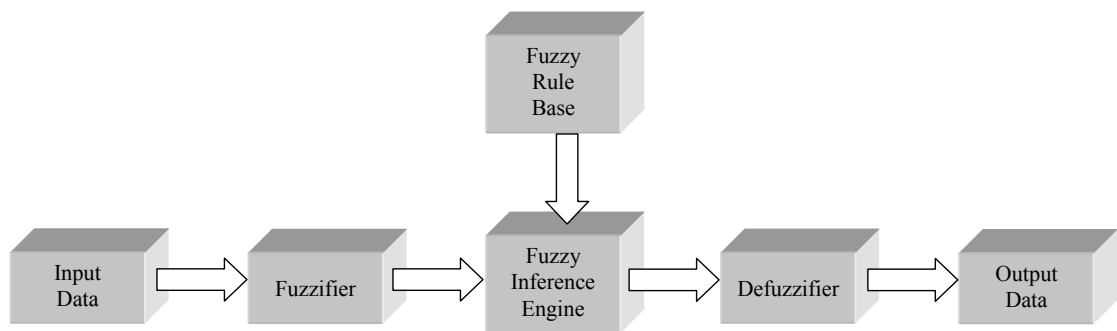 Fuzzy
Rule
Base
Input
Data
Fuzzifier
Fuzzy
Inference
Engine
Defuzzifier
Output
Data